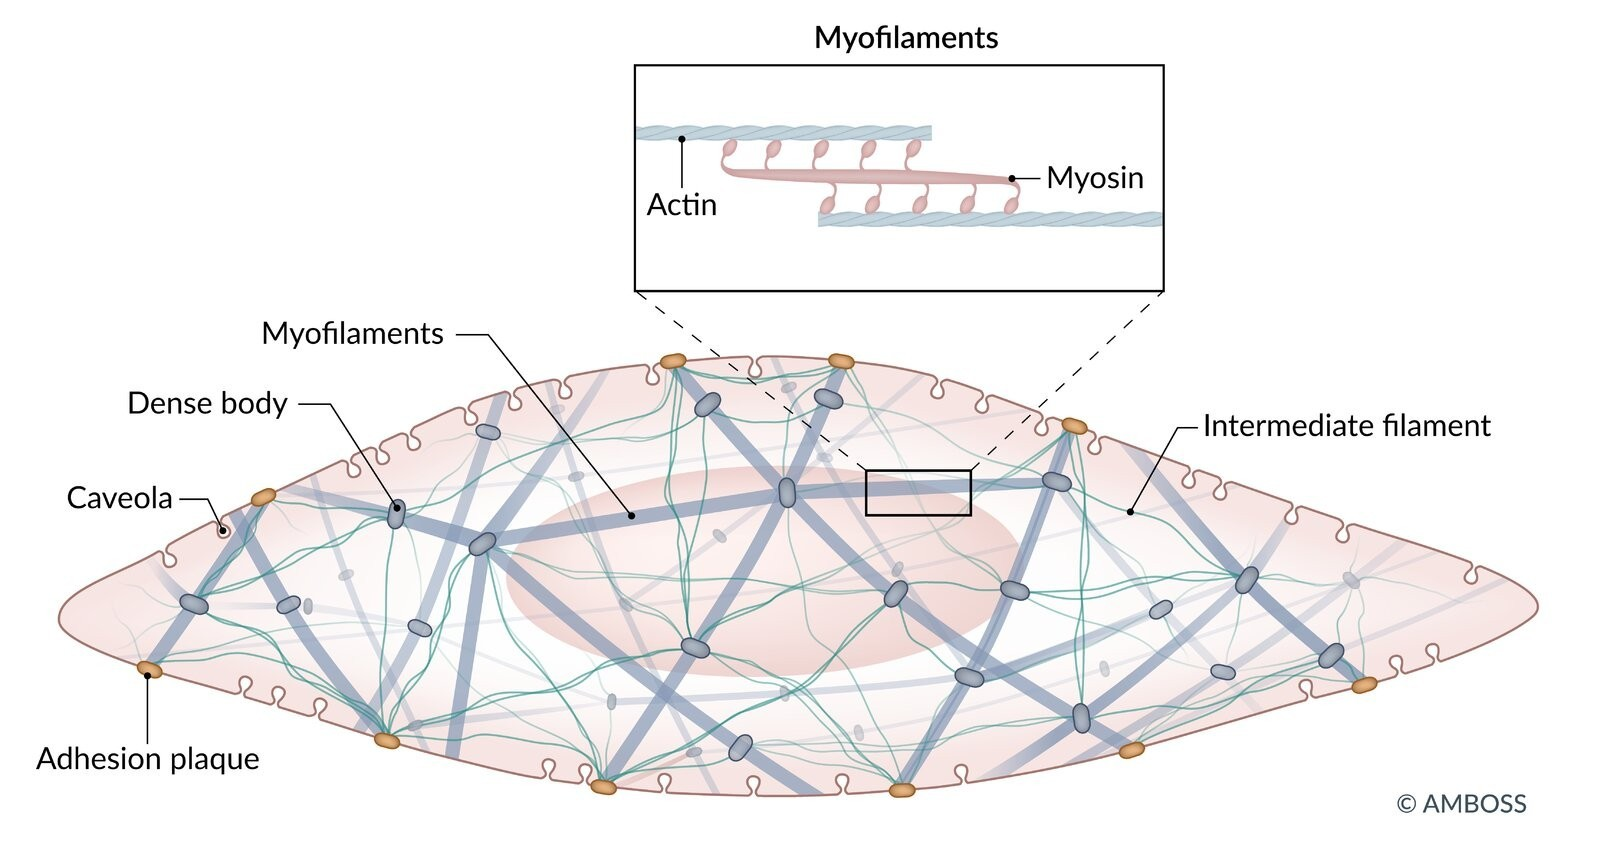 Myofilaments
Actin
Myosin
Myofilaments
Dense body
Caveola
Intermediate filament
Adhesion plaque
© AMBOSS